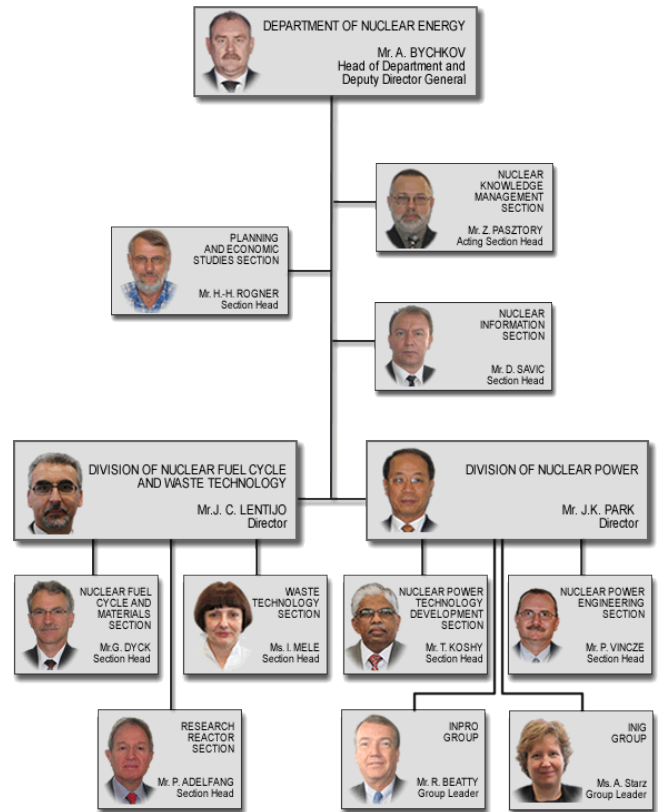 DEPARTMENT OF NUCLEAR ENERGY
Mr. A. BYCHKOV
Head of Department and
Deputy Director General
NUCLEAR
KNOWLEDGE
MANAGEMENT
SECTION
Mr. Z. PASZTORY
Acting Section Head
PLANNING
AND ECONOMIC
STUDIES SECTION
Mr. H.-H. ROGNER
Section Head
NUCLEAR
INFORMATION
SECTION
Mr. D. SAVIC
Section Head
DIVISION OF NUCLEAR FUEL CYCLE
AND WASTE TECHNOLOGY
Mr.J. C. LENTIJO
Director
DIVISION OF NUCLEAR POWER
Mr. J.K. PARK
Director
NUCLEAR FUEL
CYCLE AND
MATERIALS
SECTION
Mr.G. DYCK
Section Head
WASTE
TECHNOLOGY
SECTION
Ms. I. MELE
Section Head
NUCLEAR POWER
TECHNOLOGY
DEVELOPMENT
SECTION
Mr. T. KOSHY
Section Head
NUCLEAR POWER
ENGINEERING
SECTION
Mr. P. VINCZE
Section Head
RESEARCH
REACTOR
SECTION
Mr. P. ADELFANG
Section Head
INPRO
GROUP
Mr. R. BEATTY
Group Leader
INIG
GROUP
Ms. A. Starz
Group Leader